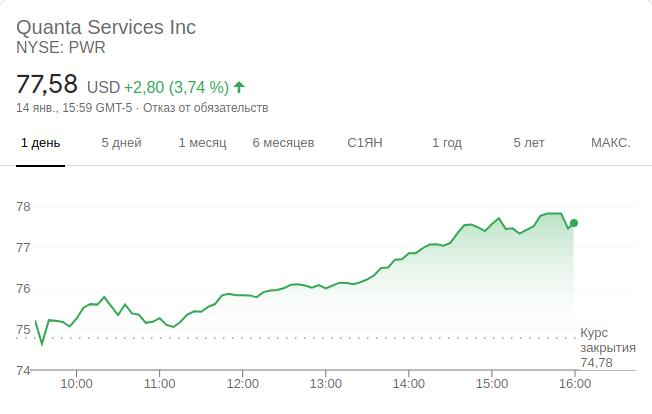 Quanta Services Inc
NYSE: PWR
77,58 USD +2,80 (3,74 %)
14 янв., 15:59 GMT-5 · Отказ от обязательств
1 день 5 дней 1 месяц 6 месяцев С1ЯН 1 год 5 лет МАКС.
78
77
76
75
74
Курс
закрытия
74,78
10:00 11:00 12:00 13:00 14:00 15:00 16:00